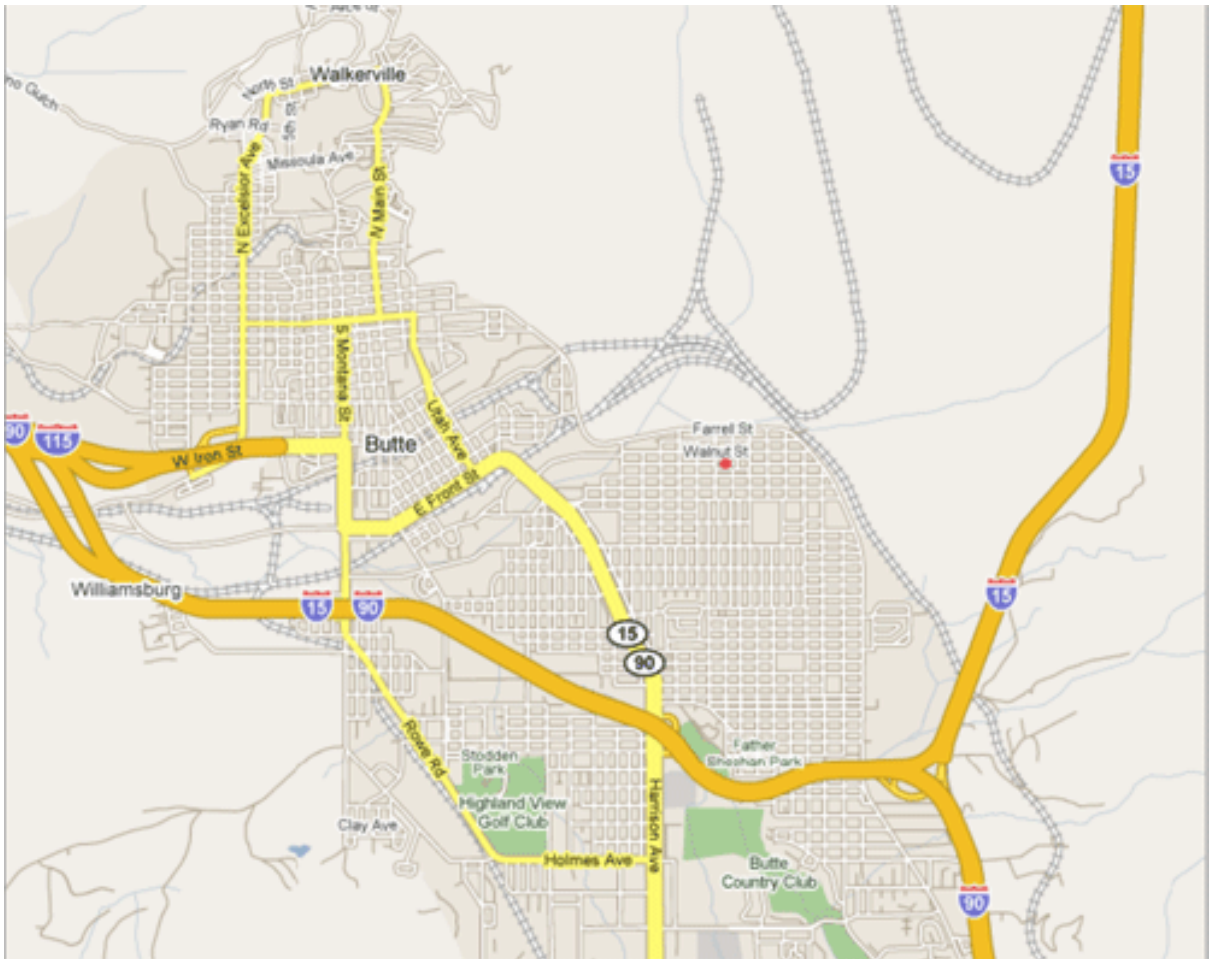 Walkerville
North St
Ryan Rd
Missoula Ave
N Excelsior Ave
N Main St
15
S Montana St
Utah Ave
Farrell St
Walnut St
90
115
Butte
W Iron St
E Front St
Williamsburg
15
90
15
15
90
Rowe Rd
Stodden
Park
Father
Sheehan Park
Highland View
Golf Club
Harrison Ave
Clay Ave
Holmes Ave
Butte
Country Club
90